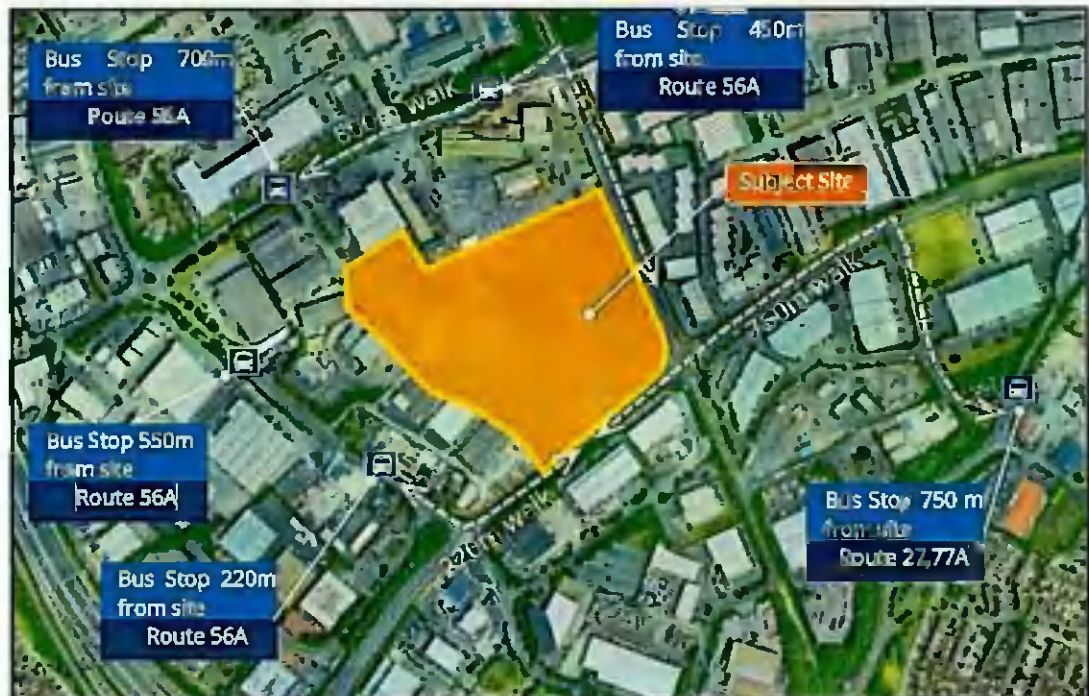 Bus Stop 700m
from site
Route 56A
Bus Stop 450m
from site
Route 56A
walk
Subject Site
walk
Bus Stop 550m
from site
Route 56A
walk
Bus Stop 750 m
from site
Route 27,77A
Bus Stop 220m
from site
Route 56A